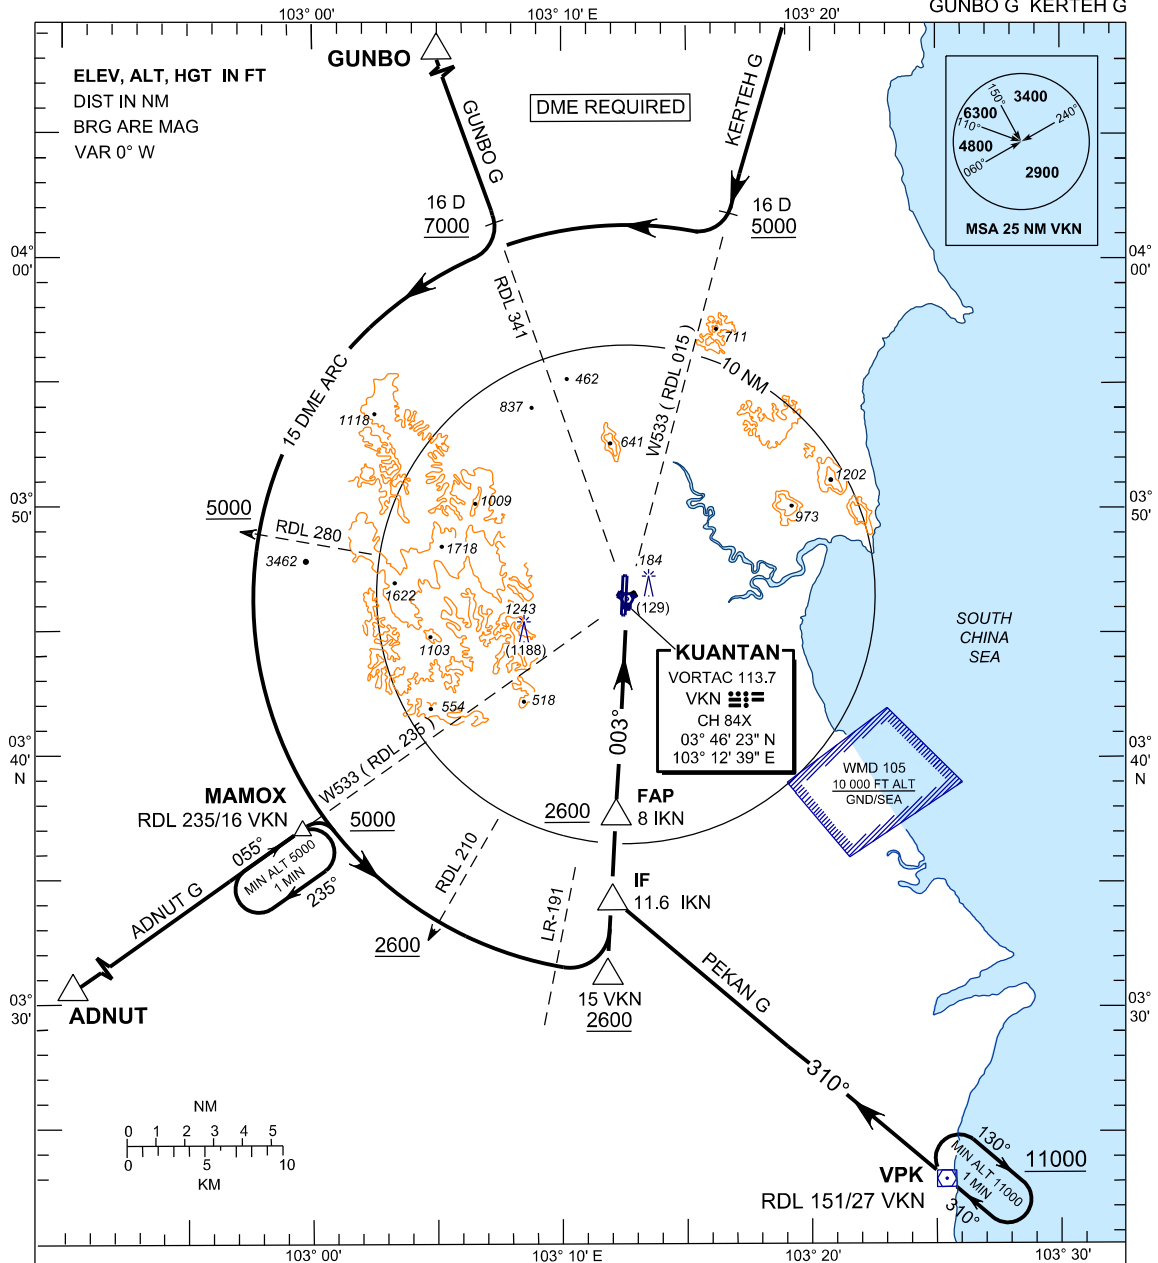 GUNBO G KERTEH G
103° 00'
103° 10' E
103° 20'
GUNBO
ELEV, ALT, HGT IN FT
DIST IN NM
BRG ARE MAG
VAR 0° W
DME REQUIRED
GUNBO G
KERTEH G
150°
3400
6300
240°
110°
4800
060°
2900
MSA 25 NM VKN
16 D
7000
16 D
5000
04°
00'
04°
00'
RDL 341
W533 ( RDL 015 )
711
10 NM
462
837
15 DME ARC
1118
641
1202
03°
50'
03°
50'
5000
RDL 280
1009
973
3462
1718
184
1622
(129)
1243
(1188)
1103
SOUTH
CHINA
SEA
KUANTAN
VORTAC 113.7
VKN
CH 84X
03° 46' 23" N
103° 12' 39" E
518
554
003°
W533 ( RDL 235 )
03°
40'
N
03°
40'
N
WMD 105
10 000 FT ALT
GND/SEA
MAMOX
RDL 235/16 VKN
5000
2600
FAP
8 IKN
055°
MIN ALT 5000
1 MIN
235°
RDL 210
ADNUT G
IF
11.6 IKN
LR-191
2600
PEKAN G
15 VKN
2600
03°
30'
03°
30'
ADNUT
310°
NM
0 1 2 3 4 5
0 5 10
KM
130°
MIN ALT 11000
1 MIN
11000
310°
VPK
RDL 151/27 VKN
103° 00'
103° 10' E
103° 20'
103° 30'